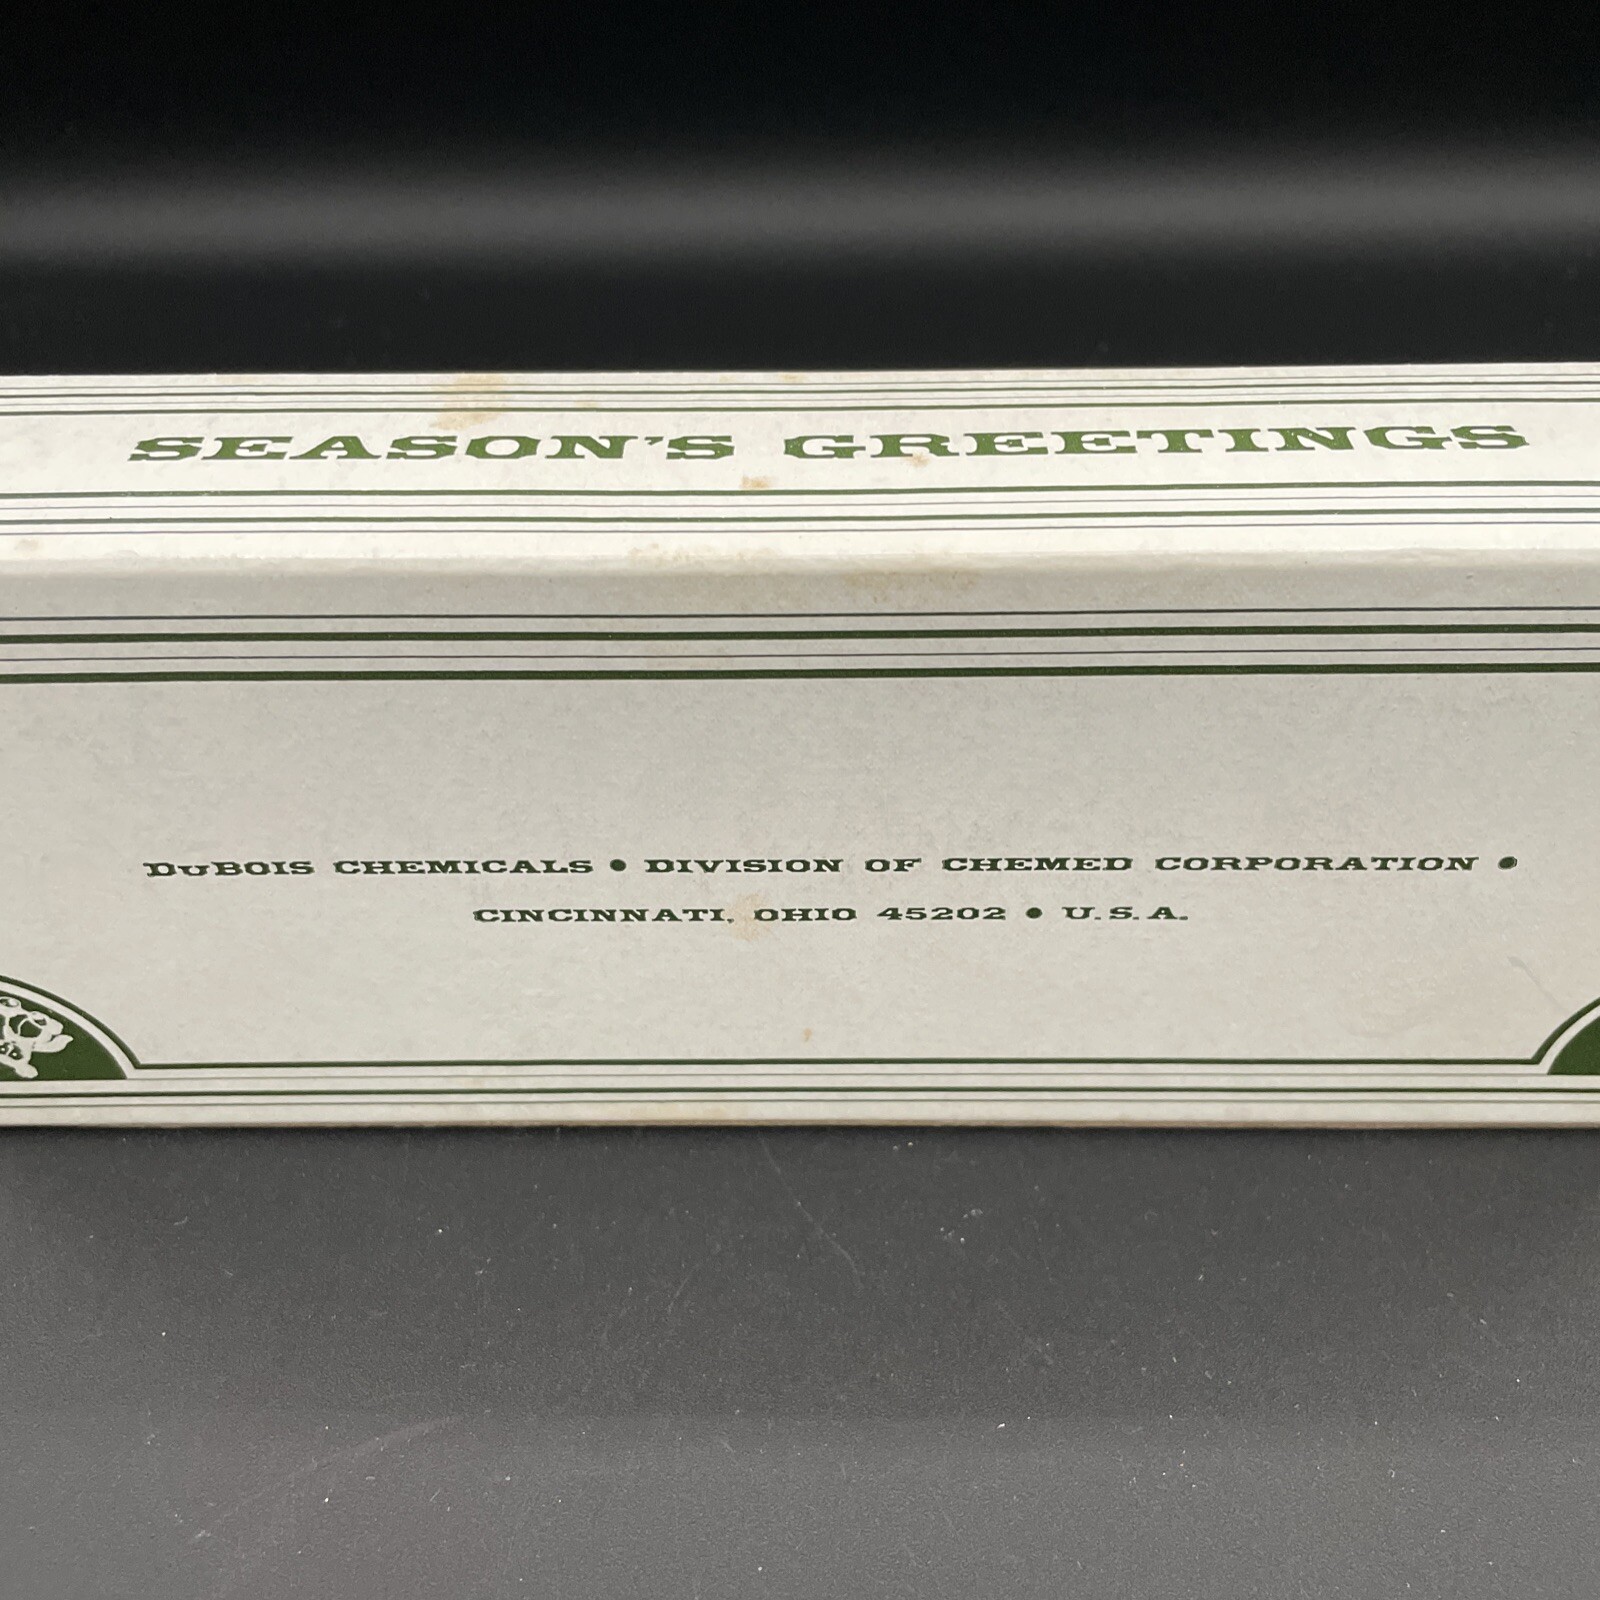 SEASON'S GREETINGS
DuBOIS CHEMICALS • DIVISION OF CHEMED CORPORATION •
CINCINNATI, OHIO 45202 • U.S.A.